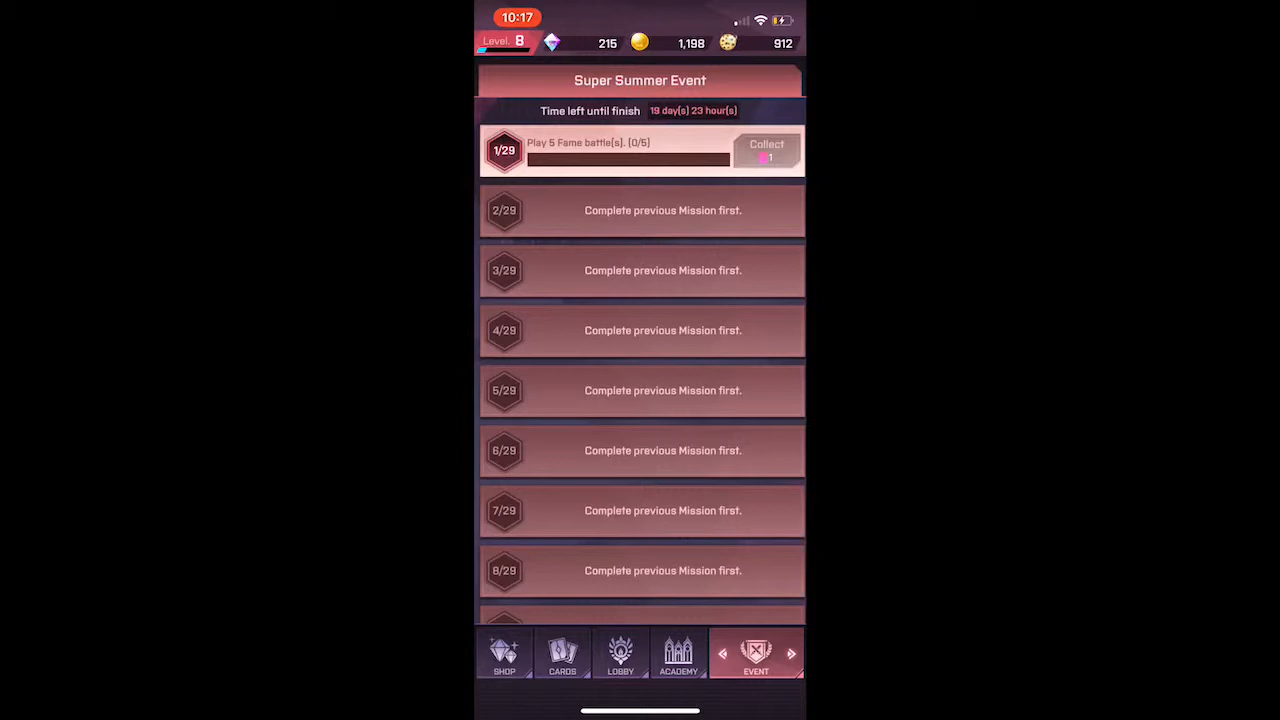 10:17
Level. 8
215
1,198
912
Super Summer Event
Time left until finish 19 day(s) 23 hour(s)
1/29
Play 5 Fame battle(s). (0/5)
Collect
1
2/29
Complete previous Mission first.
3/29
Complete previous Mission first.
4/29
Complete previous Mission first.
5/29
Complete previous Mission first.
6/29
Complete previous Mission first.
7/29
Complete previous Mission first.
8/29
Complete previous Mission first.
SHOP
CARDS
LOBBY
ACADEMY
EVENT